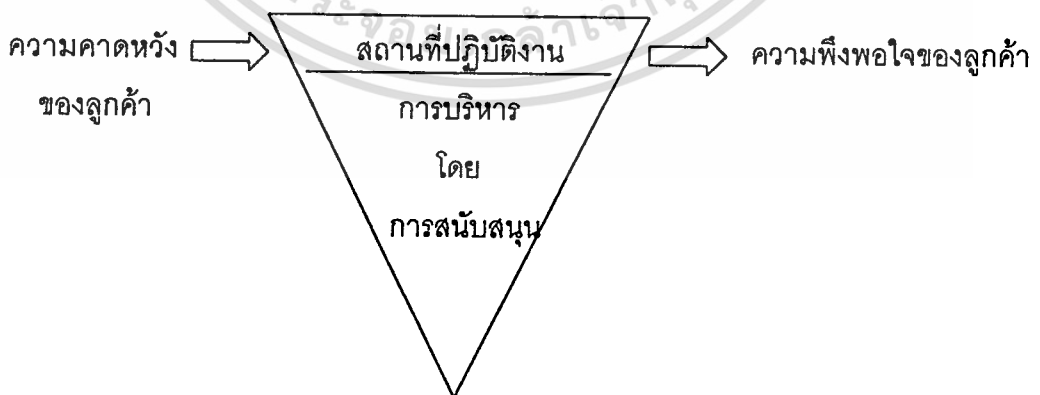 ความคาดหวัง
ของลูกค้า
สถานที่ปฏิบัติงาน
การบริหาร
โดย
การสนับสนุน
ความพึงพอใจของลูกค้า